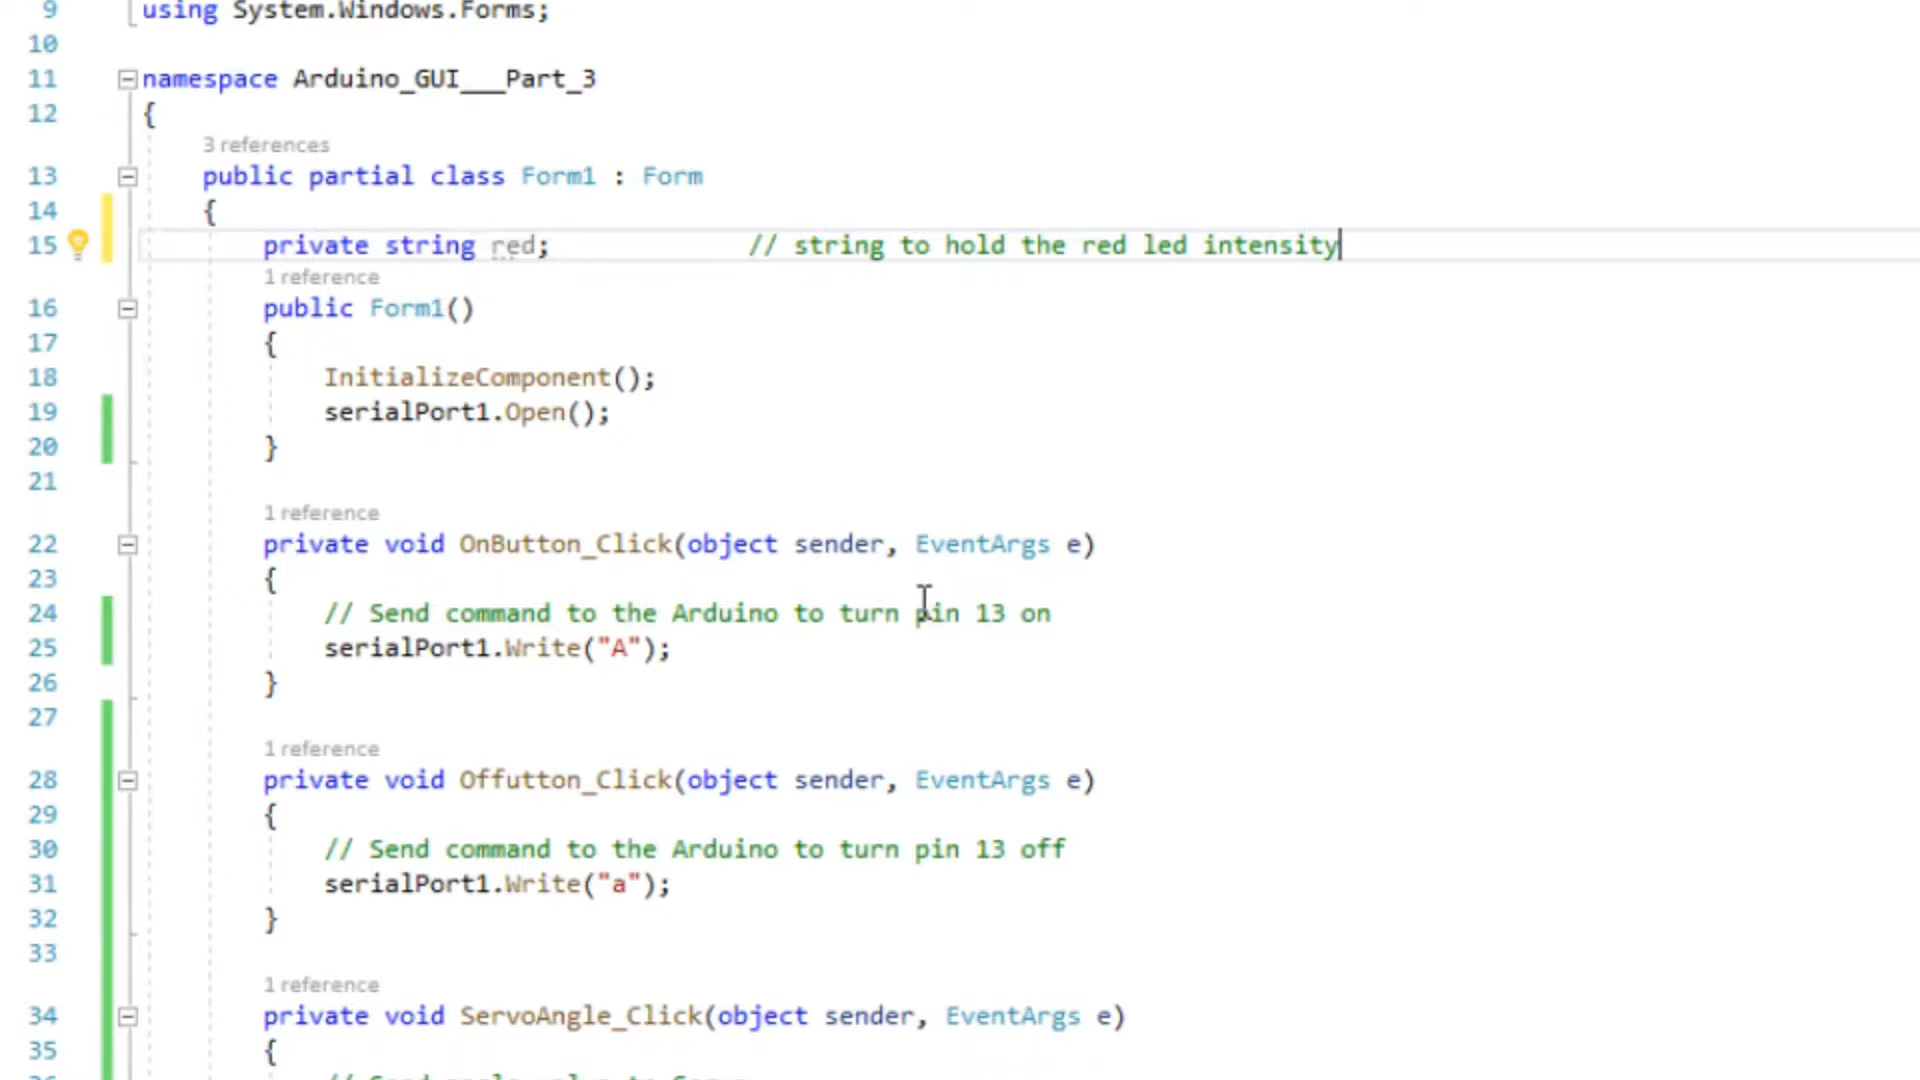 9 using System.Windows.Forms;
10
11 namespace Arduino_GUI___Part_3
12 {
3 references
13 public partial class Form1 : Form
14 {
15 private string red; // string to hold the red led intensity
1 reference
16 public Form1()
17 {
18 InitializeComponent();
19 serialPort1.Open();
20 }
21
1 reference
22 private void OnButton_Click(object sender, EventArgs e)
23 {
24 // Send command to the Arduino to turn pin 13 on
25 serialPort1.Write("A");
26 }
27
1 reference
28 private void Offutton_Click(object sender, EventArgs e)
29 {
30 // Send command to the Arduino to turn pin 13 off
31 serialPort1.Write("a");
32 }
33
1 reference
34 private void ServoAngle_Click(object sender, EventArgs e)
35 {